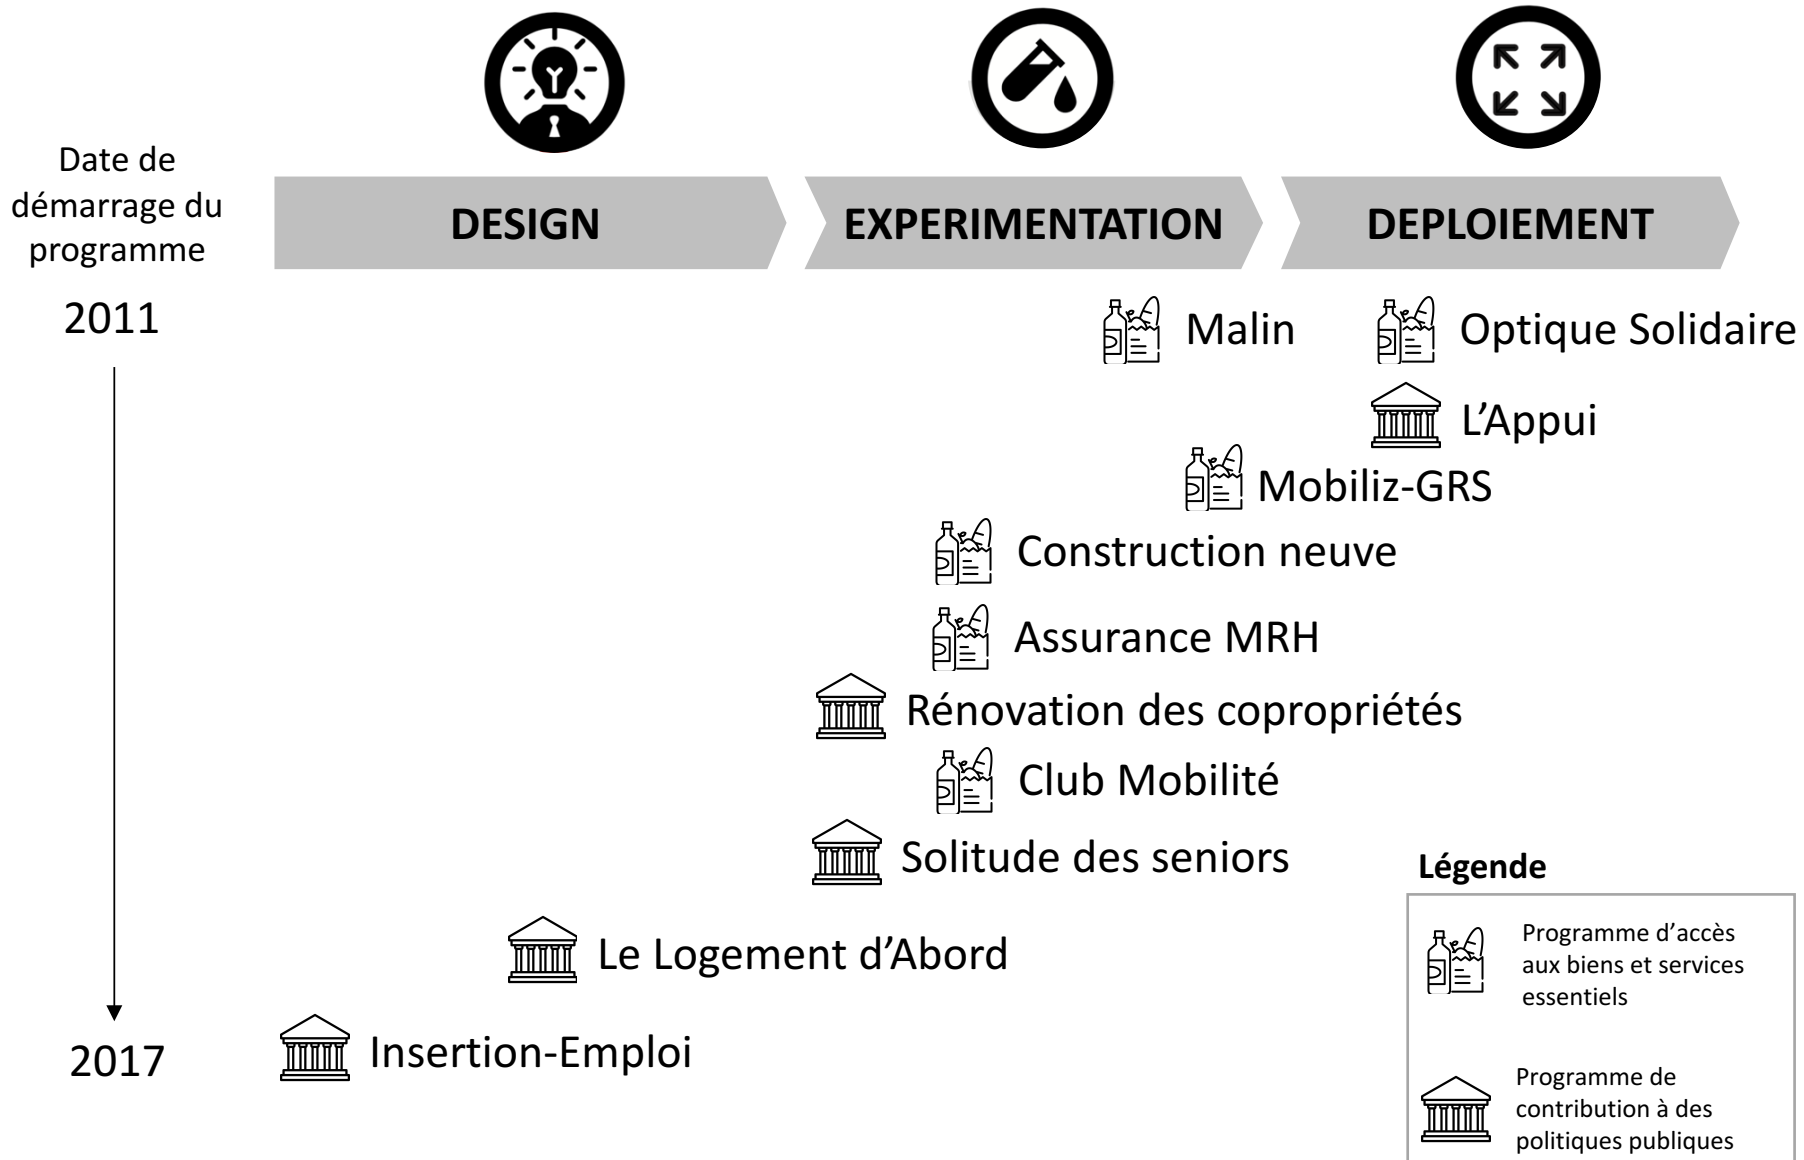 Date de
démarrage du
programme
DESIGN
EXPERIMENTATION
DEPLOIEMENT
2011
Malin
Optique Solidaire
L’Appui
Mobiliz-GRS
Construction neuve
Assurance MRH
Rénovation des copropriétés
Club Mobilité
Solitude des seniors
Le Logement d’Abord
2017
Insertion-Emploi
Légende
Programme d’accès
aux biens et services
essentiels
Programme de
contribution à des
politiques publiques